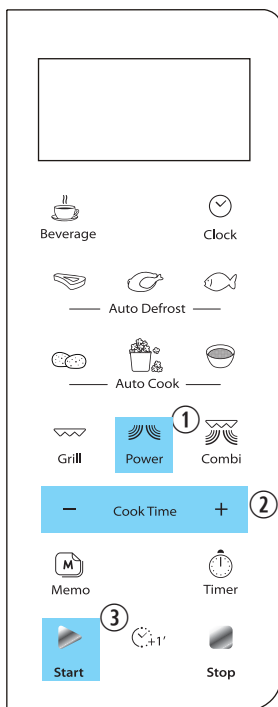 Beverage Clock
Auto Defrost
Auto Cook
①
Grill Power Combi
− Cook Time + ②
M
Memo Timer
③
+1'
Start Stop